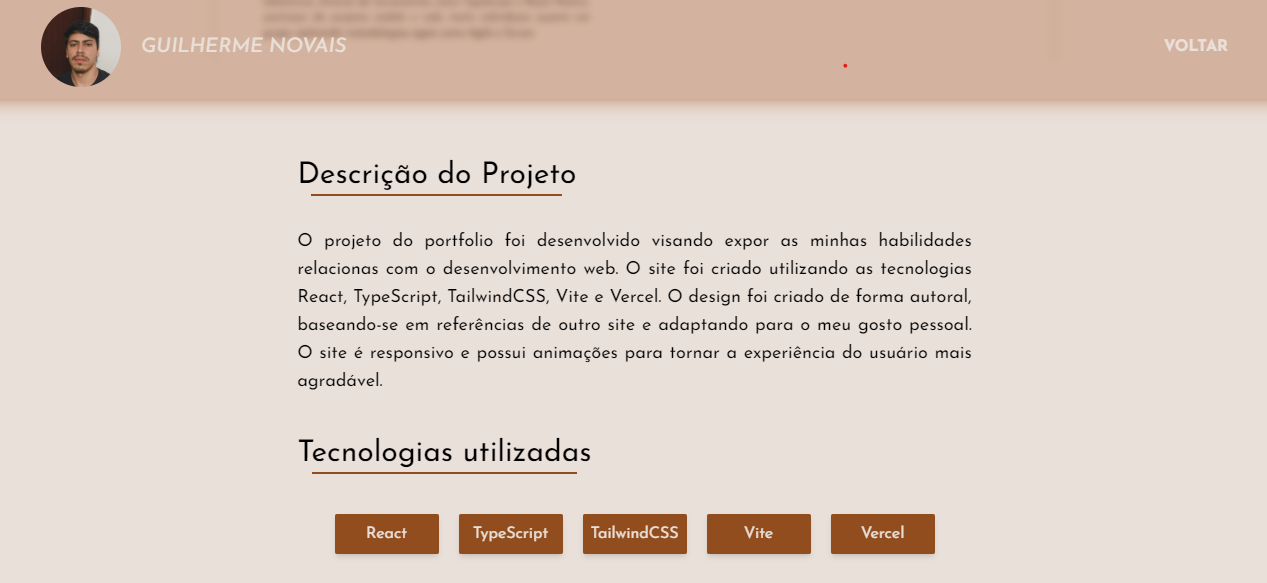 GUILHERME NOVAIS
VOLTAR
Descrição do Projeto
O projeto do portfolio foi desenvolvido visando expor as minhas habilidades
relacionas com o desenvolvimento web. O site foi criado utilizando as tecnologias
React, TypeScript, TailwindCSS, Vite e Vercel. O design foi criado de forma autoral,
baseando-se em referências de outro site e adaptando para o meu gosto pessoal.
O site é responsivo e possui animações para tornar a experiência do usuário mais
agradável.
Tecnologias utilizadas
React
TypeScript
TailwindCSS
Vite
Vercel